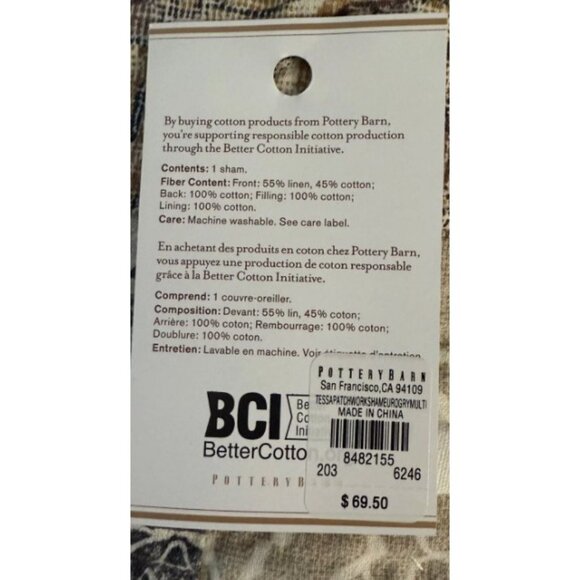 By buying cotton products from Pottery Barn,
you're supporting responsible cotton production
through the Better Cotton Initiative.
Contents: 1 sham.
Fiber Content: Front: 55% linen, 45% cotton;
Back: 100% cotton; Filling: 100% cotton;
Lining: 100% cotton.
Care: Machine washable. See care label.
En achetant des produits en coton chez Pottery Barn,
vous appuyez une production de coton responsable
grâce à la Better Cotton Initiative.
Comprend: 1 couvre-oreiller.
Composition: Devant: 55% lin, 45% coton;
Arrière: 100% coton; Rembourrage: 100% coton;
Doublure: 100% coton.
Entretien: Lavable en machine. Voir étiquette d'entretien
BCI
BetterCotto
POTTERY B
POTTERY BARN
San Francisco, CA 94109
TESSAPATCHWORKSHAMEUROGRYMULTI
MADE IN CHINA
8482155
203 6246
$ 69.50